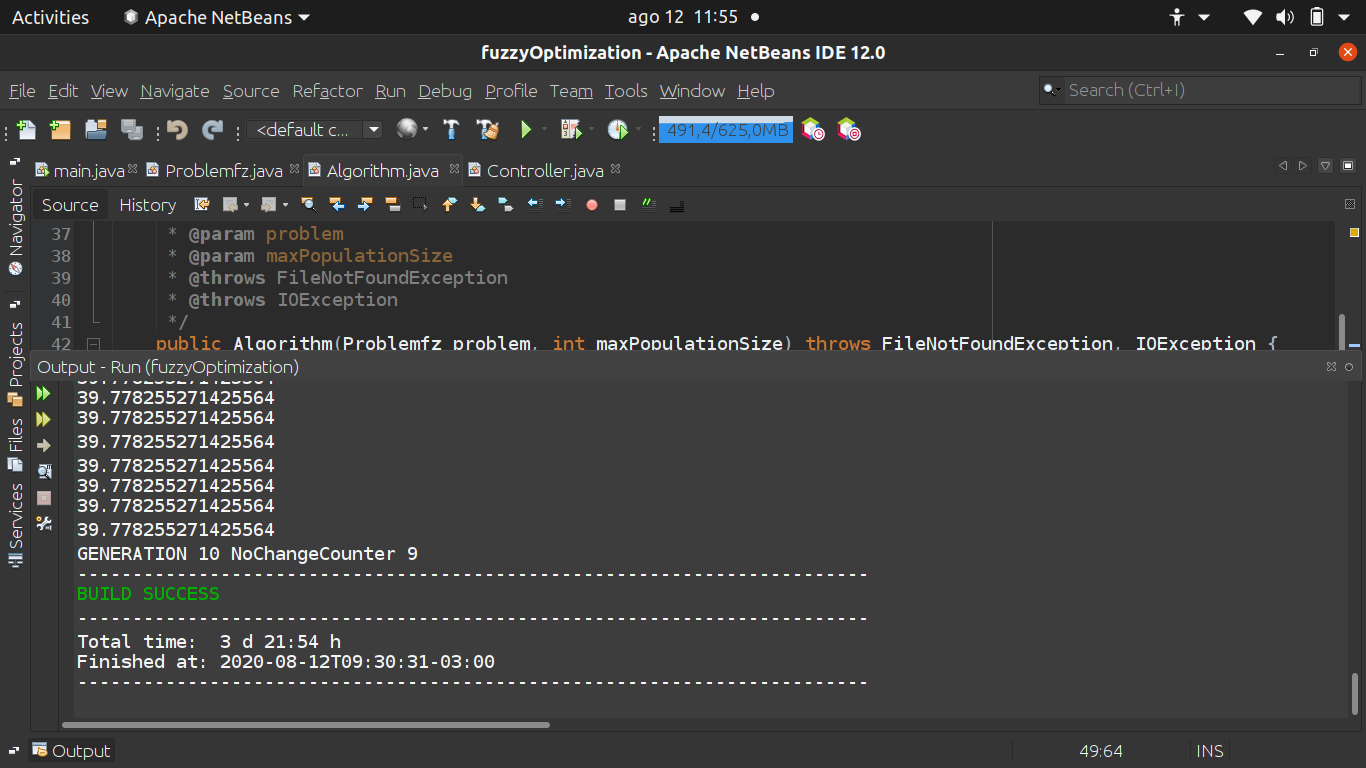 Activities Apache NetBeans ago 12 11:55
fuzzyOptimization - Apache NetBeans IDE 12.0
File Edit View Navigate Source Refactor Run Debug Profile Team Tools Window Help Search (Ctrl+I)
<default c... 491,4/625,0MB
main.java Problemfz.java Algorithm.java Controller.java
Navigator
Projects
Files
Services
Source History
37 * @param problem
38 * @param maxPopulationSize
39 * @throws FileNotFoundException
40 * @throws IOException
41 */
42 public Algorithm(Problemfz problem, int maxPopulationSize) throws FileNotFoundException, IOException {
Output - Run (fuzzyOptimization)
39.778255271425564
39.778255271425564
39.778255271425564
39.778255271425564
39.778255271425564
39.778255271425564
39.778255271425564
39.778255271425564
GENERATION 10 NoChangeCounter 9
------------------------------------------------------------------------
BUILD SUCCESS
------------------------------------------------------------------------
Total time: 3 d 21:54 h
Finished at: 2020-08-12T09:30:31-03:00
------------------------------------------------------------------------
Output 49:64 INS